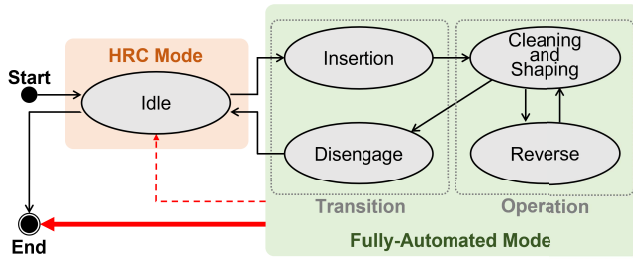 HRC Mode
Start
Idle
End
Insertion
Disengage
Transition
Cleaning
and
Shaping
Reverse
Operation
Fully-Automated Mode